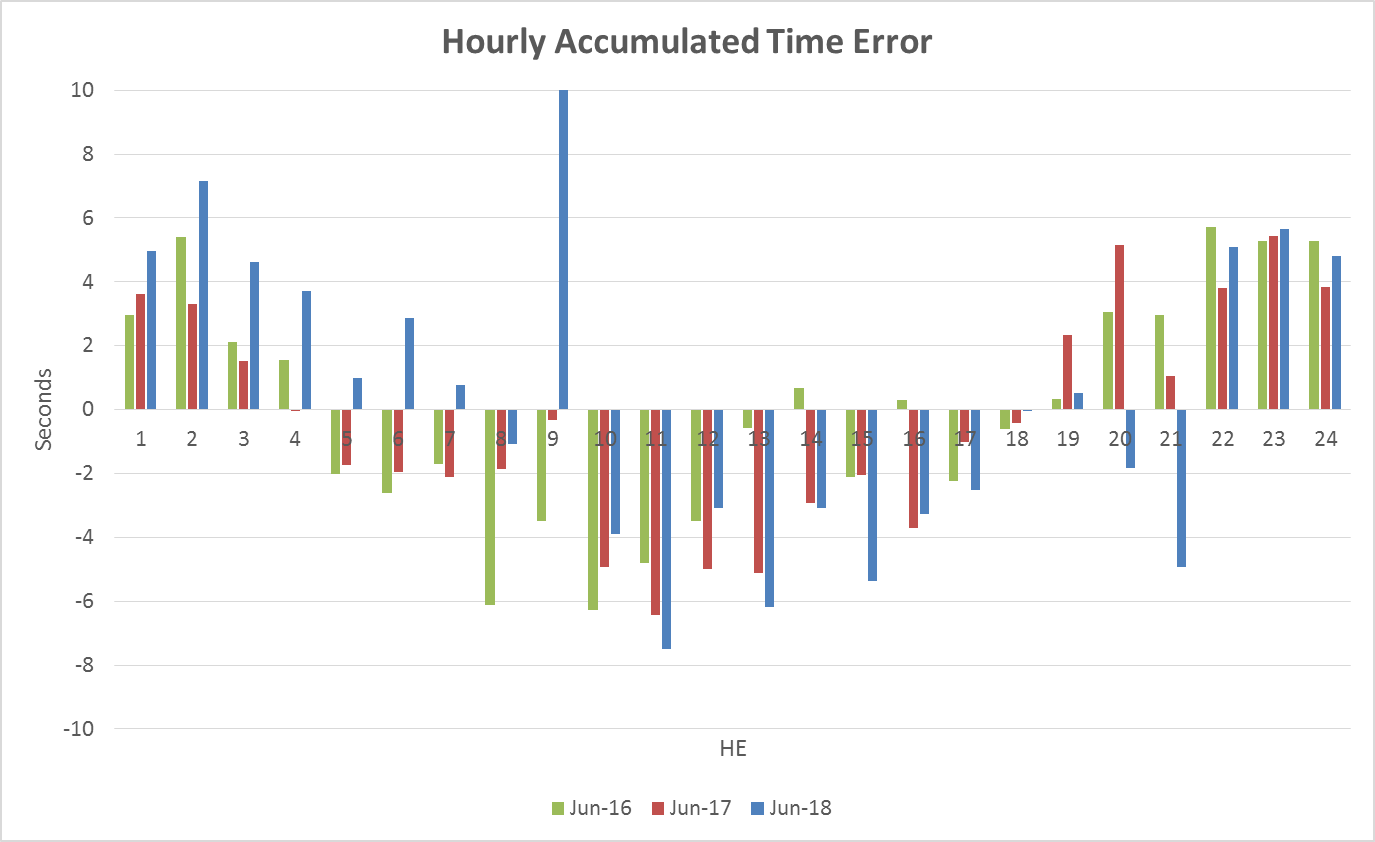 Hourly Accumulated Time Error
10
8
6
4
2
0
-2
-4
-6
-8
-10
Seconds
1 2 3 4 5 6 7 8 9 10 11 12 13 14 15 16 17 18 19 20 21 22 23 24
HE
Jun-16 Jun-17 Jun-18